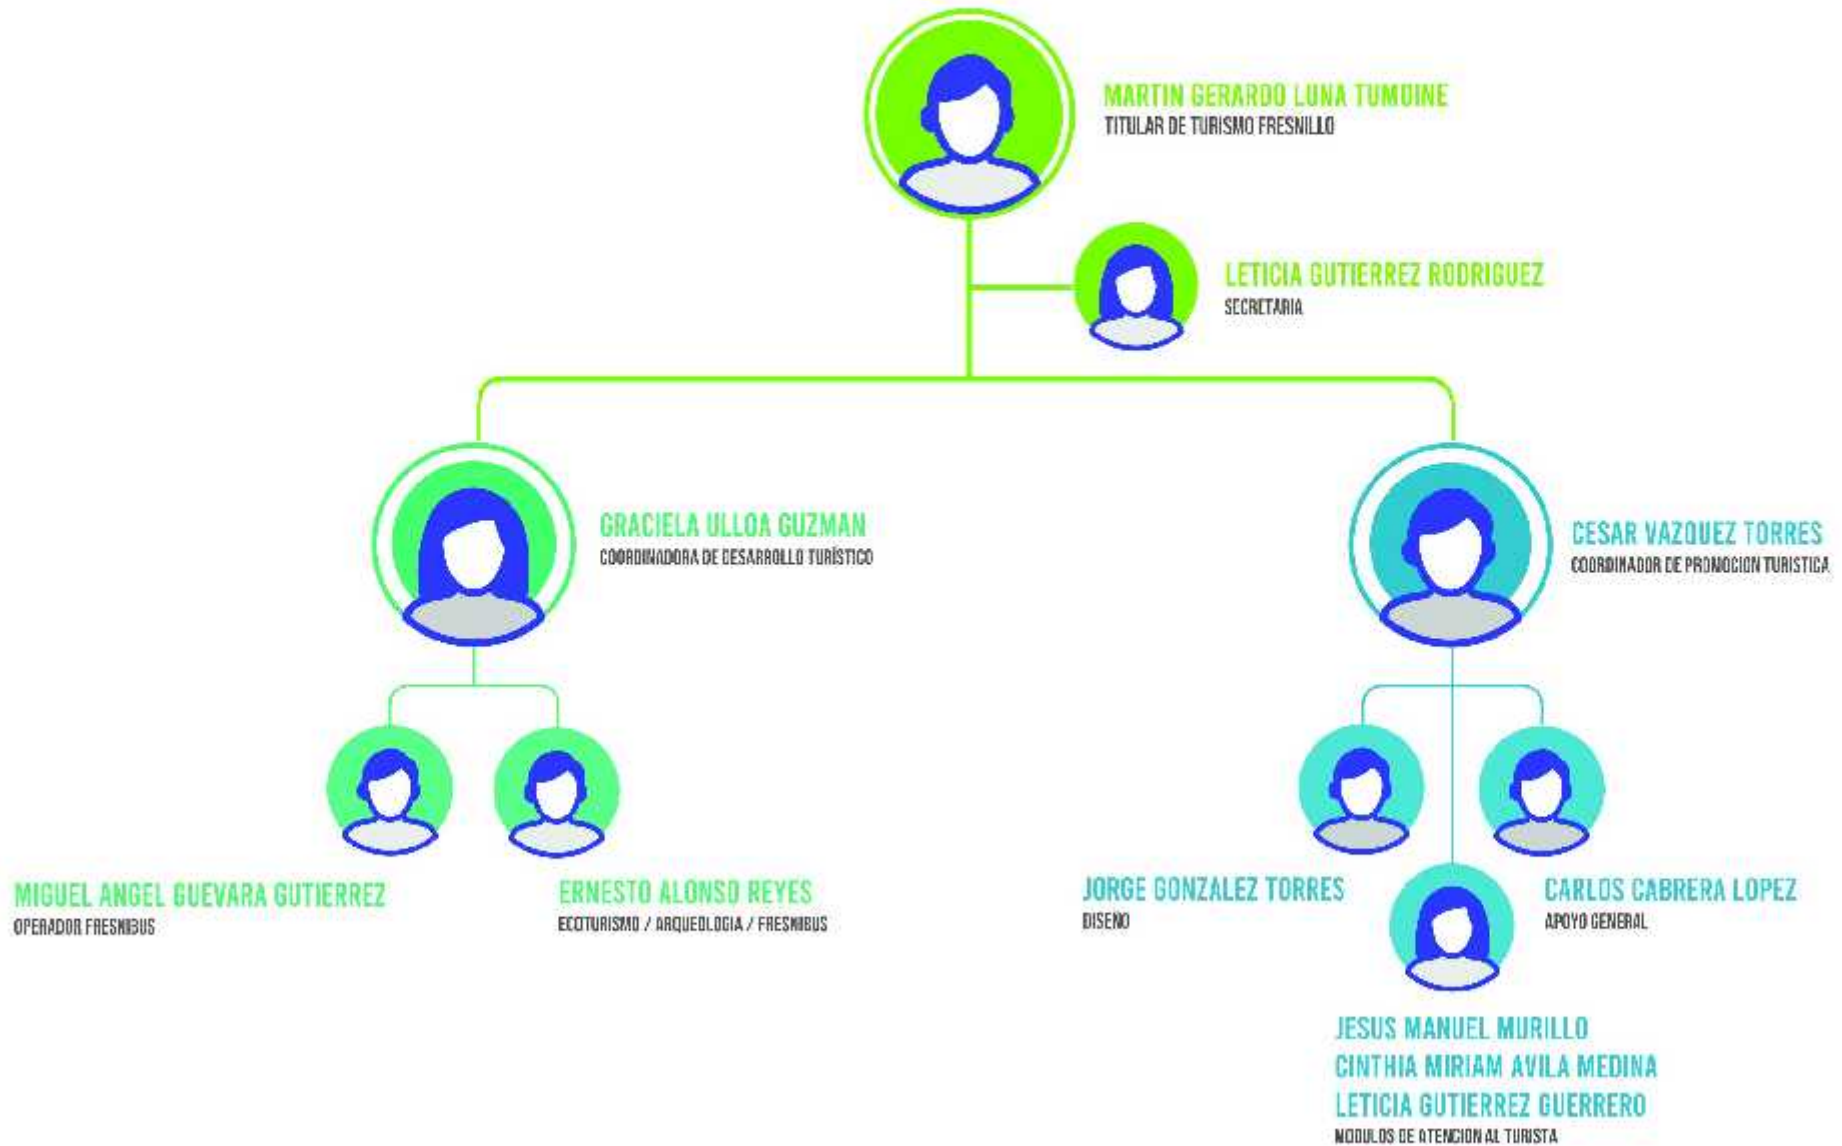 MARTIN GERARDO LUNA TUMOINE
TITULAR DE TURISMO FRESNILLO
LETICIA GUTIERREZ RODRIGUEZ
SECRETARIA
GRACIELA ULLOA GUZMAN
COORDINADORA DE DESARROLLO TURÍSTICO
CESAR VAZQUEZ TORRES
COORDINADOR DE PROMOCION TURISTICA
MIGUEL ANGEL GUEVARA GUTIERREZ
OPERADOR FRESNIBUS
ERNESTO ALONSO REYES
ECOTURISMO / ARQUEOLOGIA / FRESNIBUS
JORGE GONZALEZ TORRES
DISEÑO
CARLOS CABRERA LOPEZ
APOYO GENERAL
JESUS MANUEL MURILLO
CINTHIA MIRIAM AVILA MEDINA
LETICIA GUTIERREZ GUERRERO
MODULOS DE ATENCION AL TURISTA